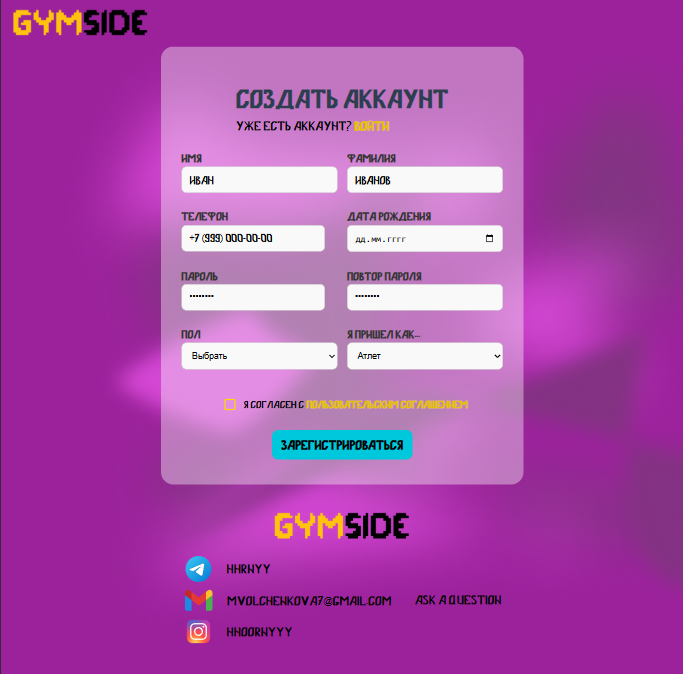 GYMSIDE
СОЗДАТЬ АККАУНТ
УЖЕ ЕСТЬ АККАУНТ? ВОЙТИ
ИМЯ ФАМИЛИЯ
ИВАН ИВАНОВ
ТЕЛЕФОН ДАТА РОЖДЕНИЯ
+7 (999) 000-00-00 дд.мм.гггг
ПАРОЛЬ ПОВТОР ПАРОЛЯ
•••••••• ••••••••
ПОЛ Я ПРИШЕЛ КАК...
Выбрать Атлет
Я СОГЛАСЕН С ПОЛЬЗОВАТЕЛЬСКИМ СОГЛАШЕНИЕМ
ЗАРЕГИСТРИРОВАТЬСЯ
GYMSIDE
HHRHYY
MVOLCHENKOVA7@GMAIL.COM ASK A QUESTION
HHOORHYYY